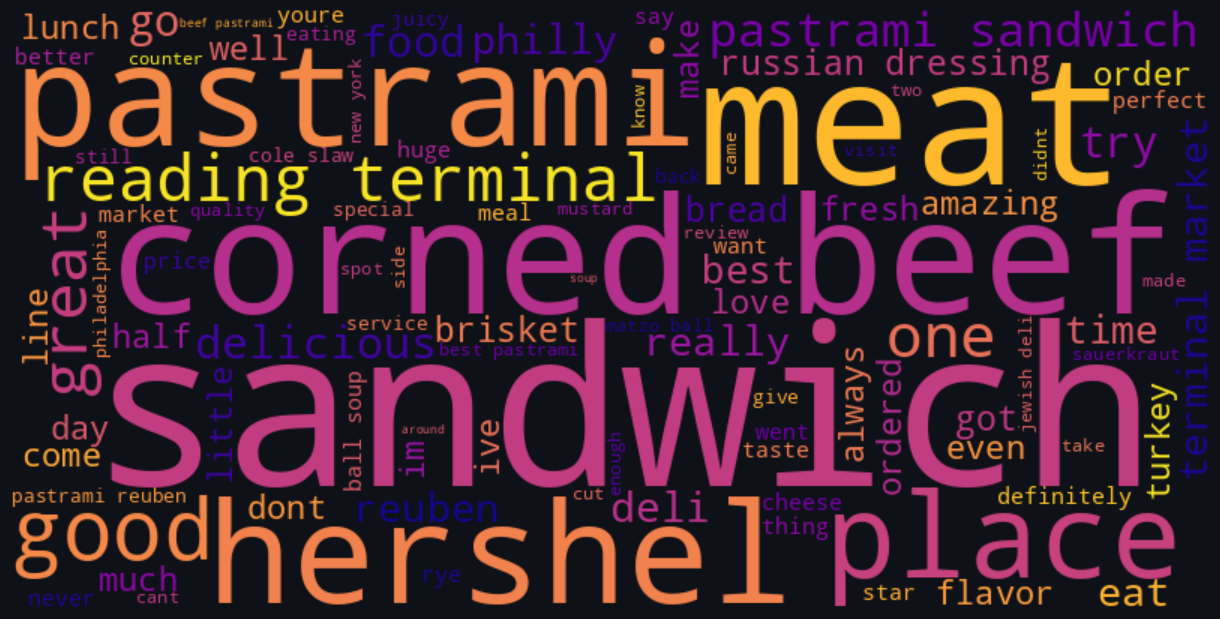 lunch
go
beef pastrami
youre
juicy
say
better
counter
well
eating
food
philly
make
pastrami sandwich
pastrami
new york
know
russian dressing
order
meat
two
perfect
came
visit
didnt
try
still
cole slaw
huge
reading terminal
back
market
quality
special
meal
mustard
bread
fresh
amazing
terminal market
great
philadelphia
corned beef
price
spot
side
soup
review
want
best
love
made
line
half
delicious
service
brisket
matzo ball
best pastrami
really
one
jewish deli
time
sauerkraut
sandwich
little
ball soup
around
im
ive
enough
give
went
taste
always
ordered
got
even
take
turkey
day
come
pastrami reuben
good
dont
reuben
cut
deli
cheese
thing
definitely
hershel
place
much
never
cant
rye
star
flavor
eat